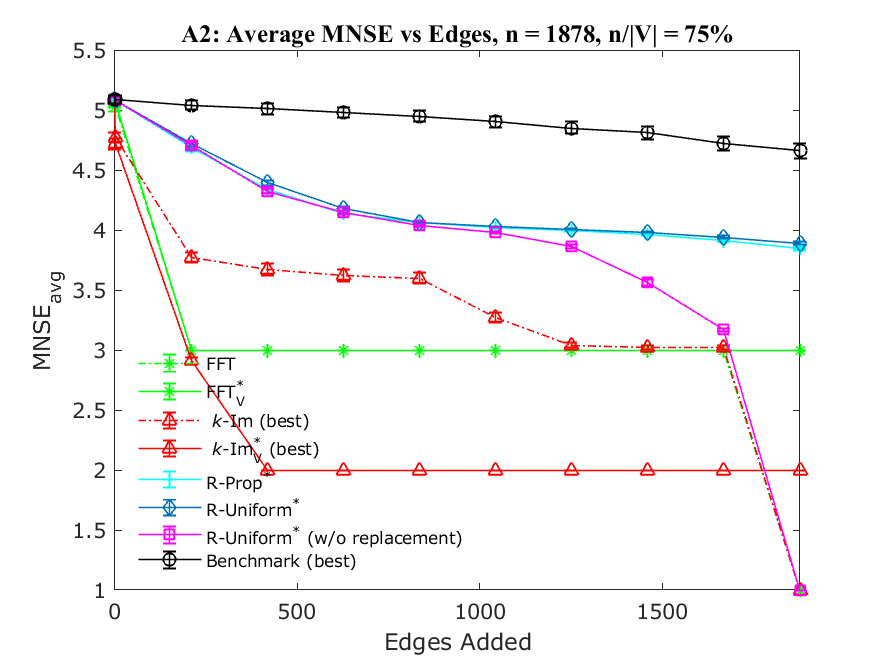 A2: Average MNSE vs Edges, n = 1878, n/|V| = 75%
5.5
5
4.5
4
3.5
3
2.5
2
1.5
1
MNSE_avg
FFT
FFT*_V
k-Im (best)
k-Im*_V (best)
R-Prop*
R-Uniform*
R-Uniform* (w/o replacement)
Benchmark (best)
0
500
1000
1500
Edges Added